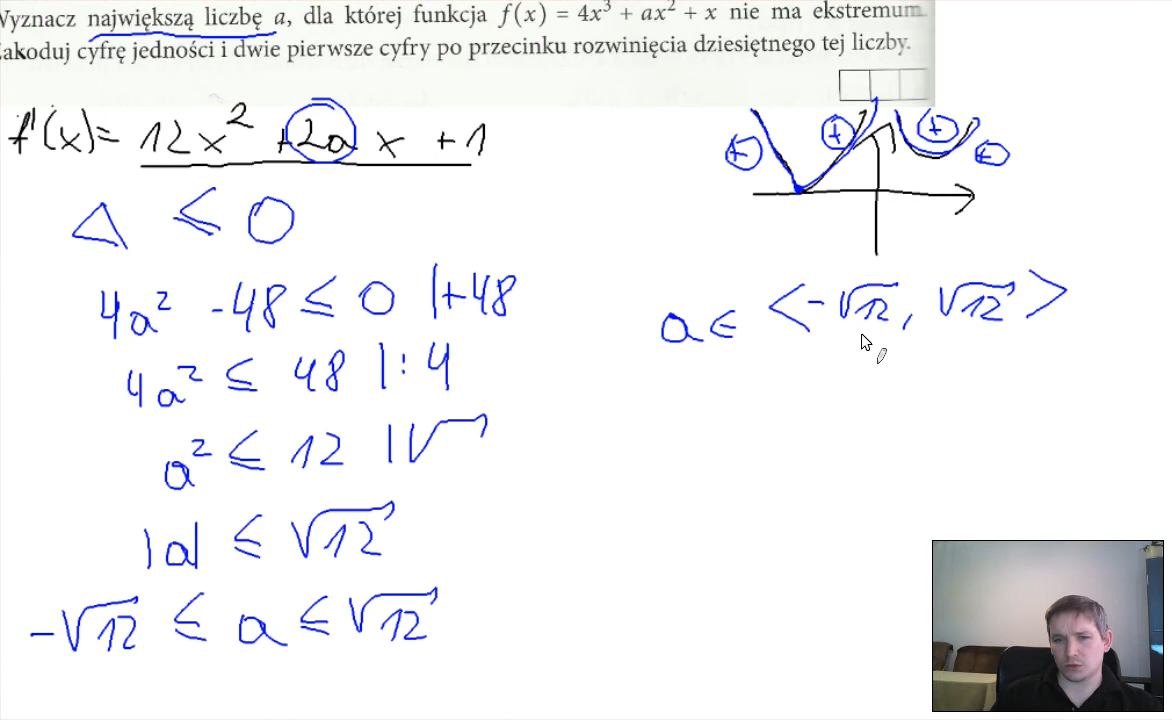 Wyznacz największą liczbę a, dla której funkcja f(x) = 4x³ + ax² + x nie ma ekstremum.
Zakoduj cyfrę jedności i dwie pierwsze cyfry po przecinku rozwinięcia dziesiętnego tej liczby.
f'(x) = 12x² + 2a x + 1
Δ ≤ 0
4a² - 48 ≤ 0 |+48
4a² ≤ 48 |: 4
a² ≤ 12 |√
|a| ≤ √12
-√12 ≤ a ≤ √12
+ + + +
a ∈ <-√12, √12>